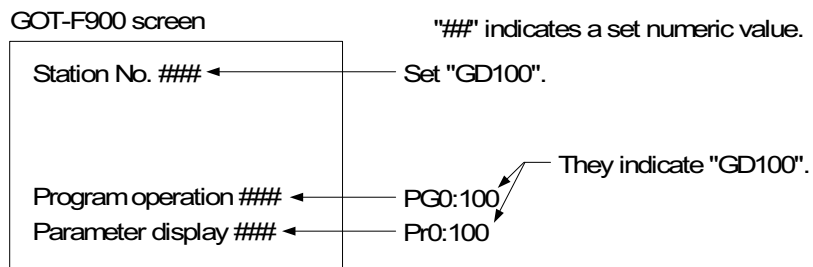 GOT-F900 screen
"##" indicates a set numeric value.
Station No. ###
Set "GD100".
They indicate "GD100".
Program operation ###
PG0:100
Parameter display ###
Pr0:100